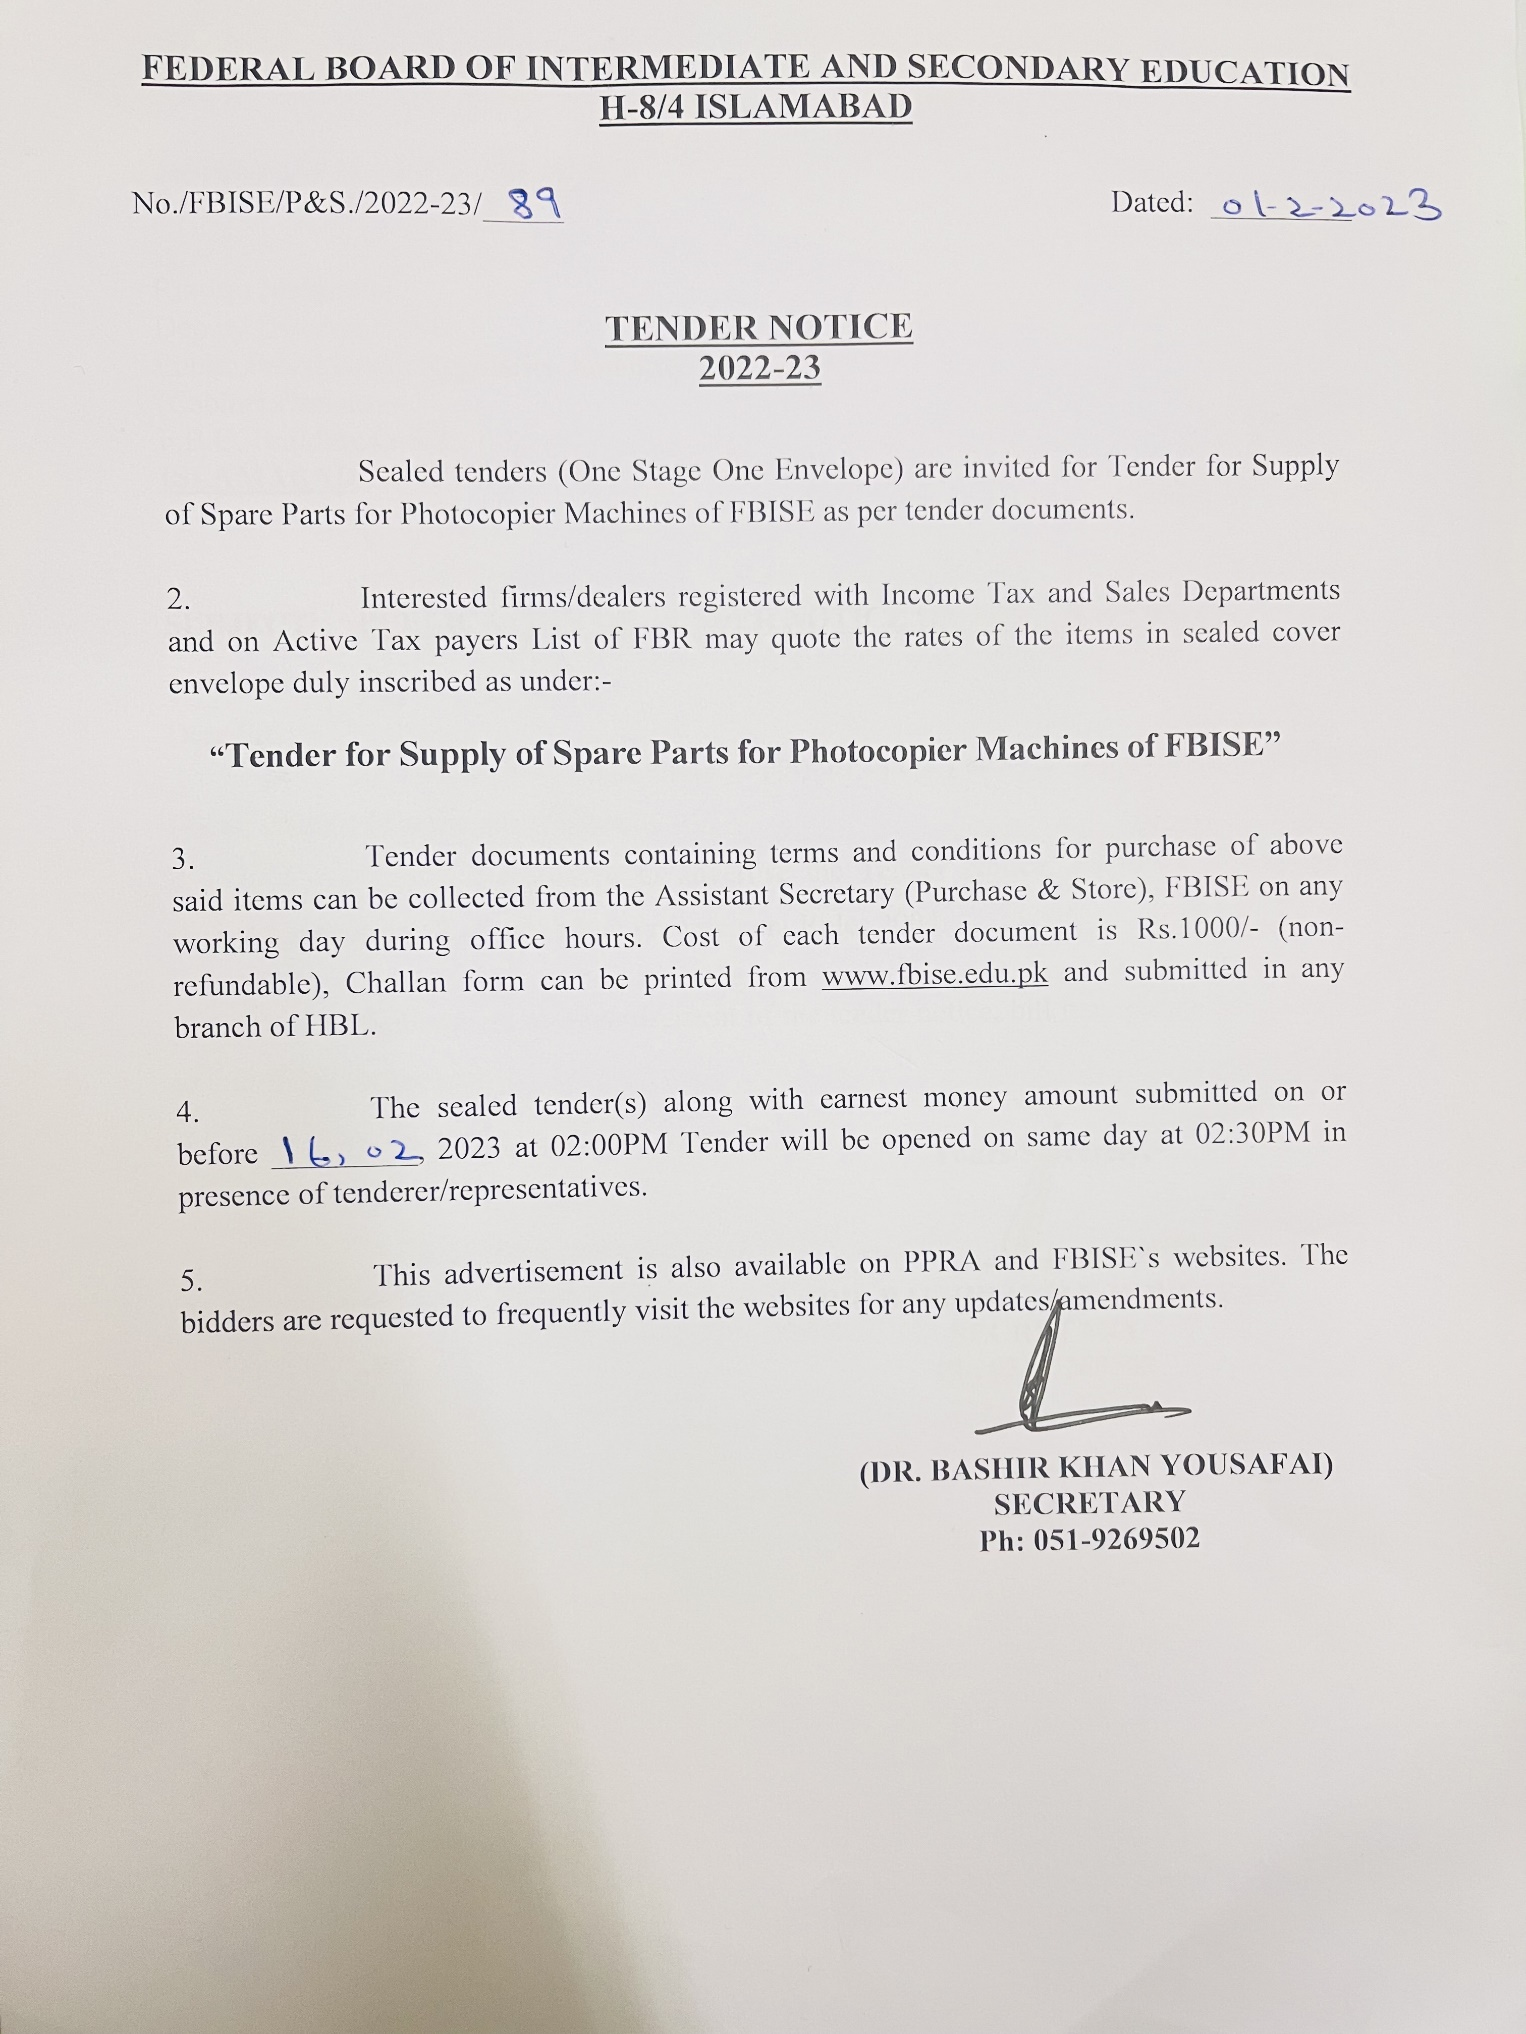 FEDERAL BOARD OF INTERMEDIATE AND SECONDARY EDUCATION
H-8/4 ISLAMABAD
No./FBISE/P&S./2022-23/ 89
Dated: 01-2-2023
TENDER NOTICE
2022-23
Sealed tenders (One Stage One Envelope) are invited for Tender for Supply
of Spare Parts for Photocopier Machines of FBISE as per tender documents.
2. Interested firms/dealers registered with Income Tax and Sales Departments
and on Active Tax payers List of FBR may quote the rates of the items in sealed cover
envelope duly inscribed as under:-
“Tender for Supply of Spare Parts for Photocopier Machines of FBISE”
3. Tender documents containing terms and conditions for purchase of above
said items can be collected from the Assistant Secretary (Purchase & Store), FBISE on any
working day during office hours. Cost of each tender document is Rs.1000/- (non-
refundable), Challan form can be printed from www.fbise.edu.pk and submitted in any
branch of HBL.
4. The sealed tender(s) along with earnest money amount submitted on or
before 16, 02, 2023 at 02:00PM Tender will be opened on same day at 02:30PM in
presence of tenderer/representatives.
5. This advertisement is also available on PPRA and FBISE`s websites. The
bidders are requested to frequently visit the websites for any updates/amendments.
(DR. BASHIR KHAN YOUSAFAI)
SECRETARY
Ph: 051-9269502